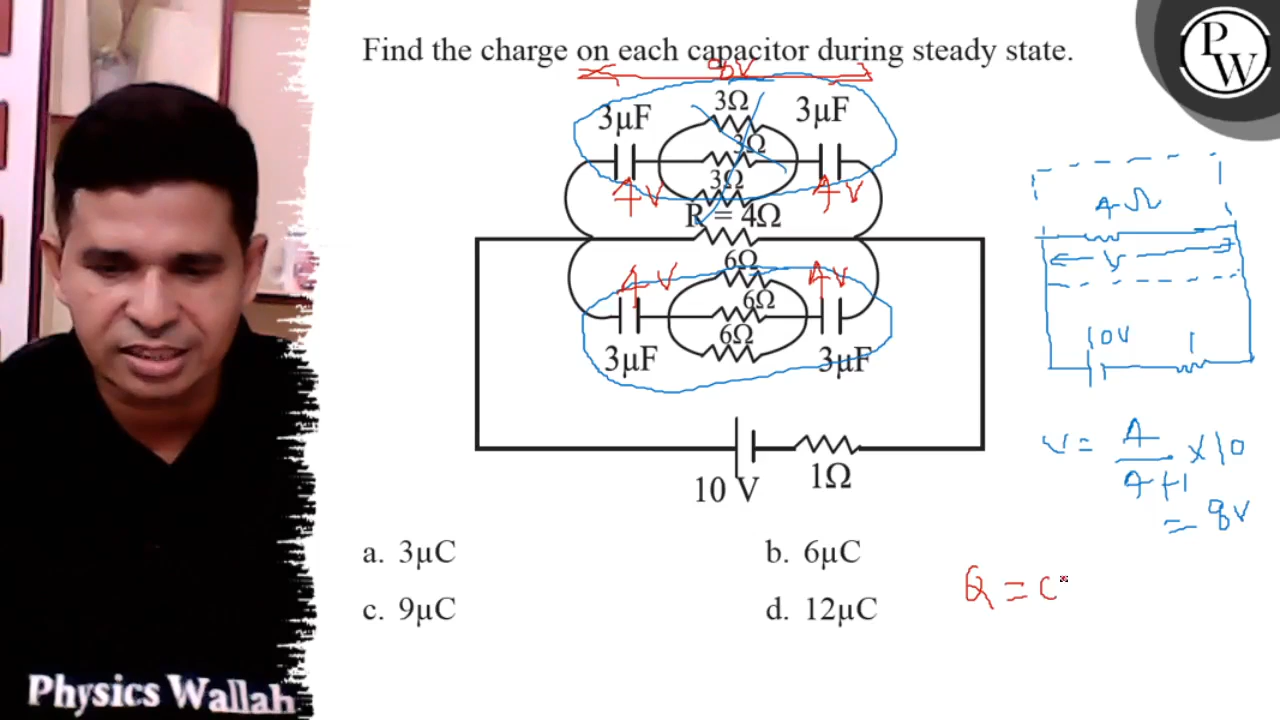 Find the charge on each capacitor during steady state.
8V
3μF 3Ω 3μF
3Ω
3Ω
4V 4V
R = 4Ω
6Ω
4V 4V
6Ω
6Ω
3μF 3μF
10 V 1Ω
a. 3μC b. 6μC
c. 9μC d. 12μC
4Ω
V
10V 1
V = 4/4+1 × 10
= 8V
Q = C
PW
Physics Wallah